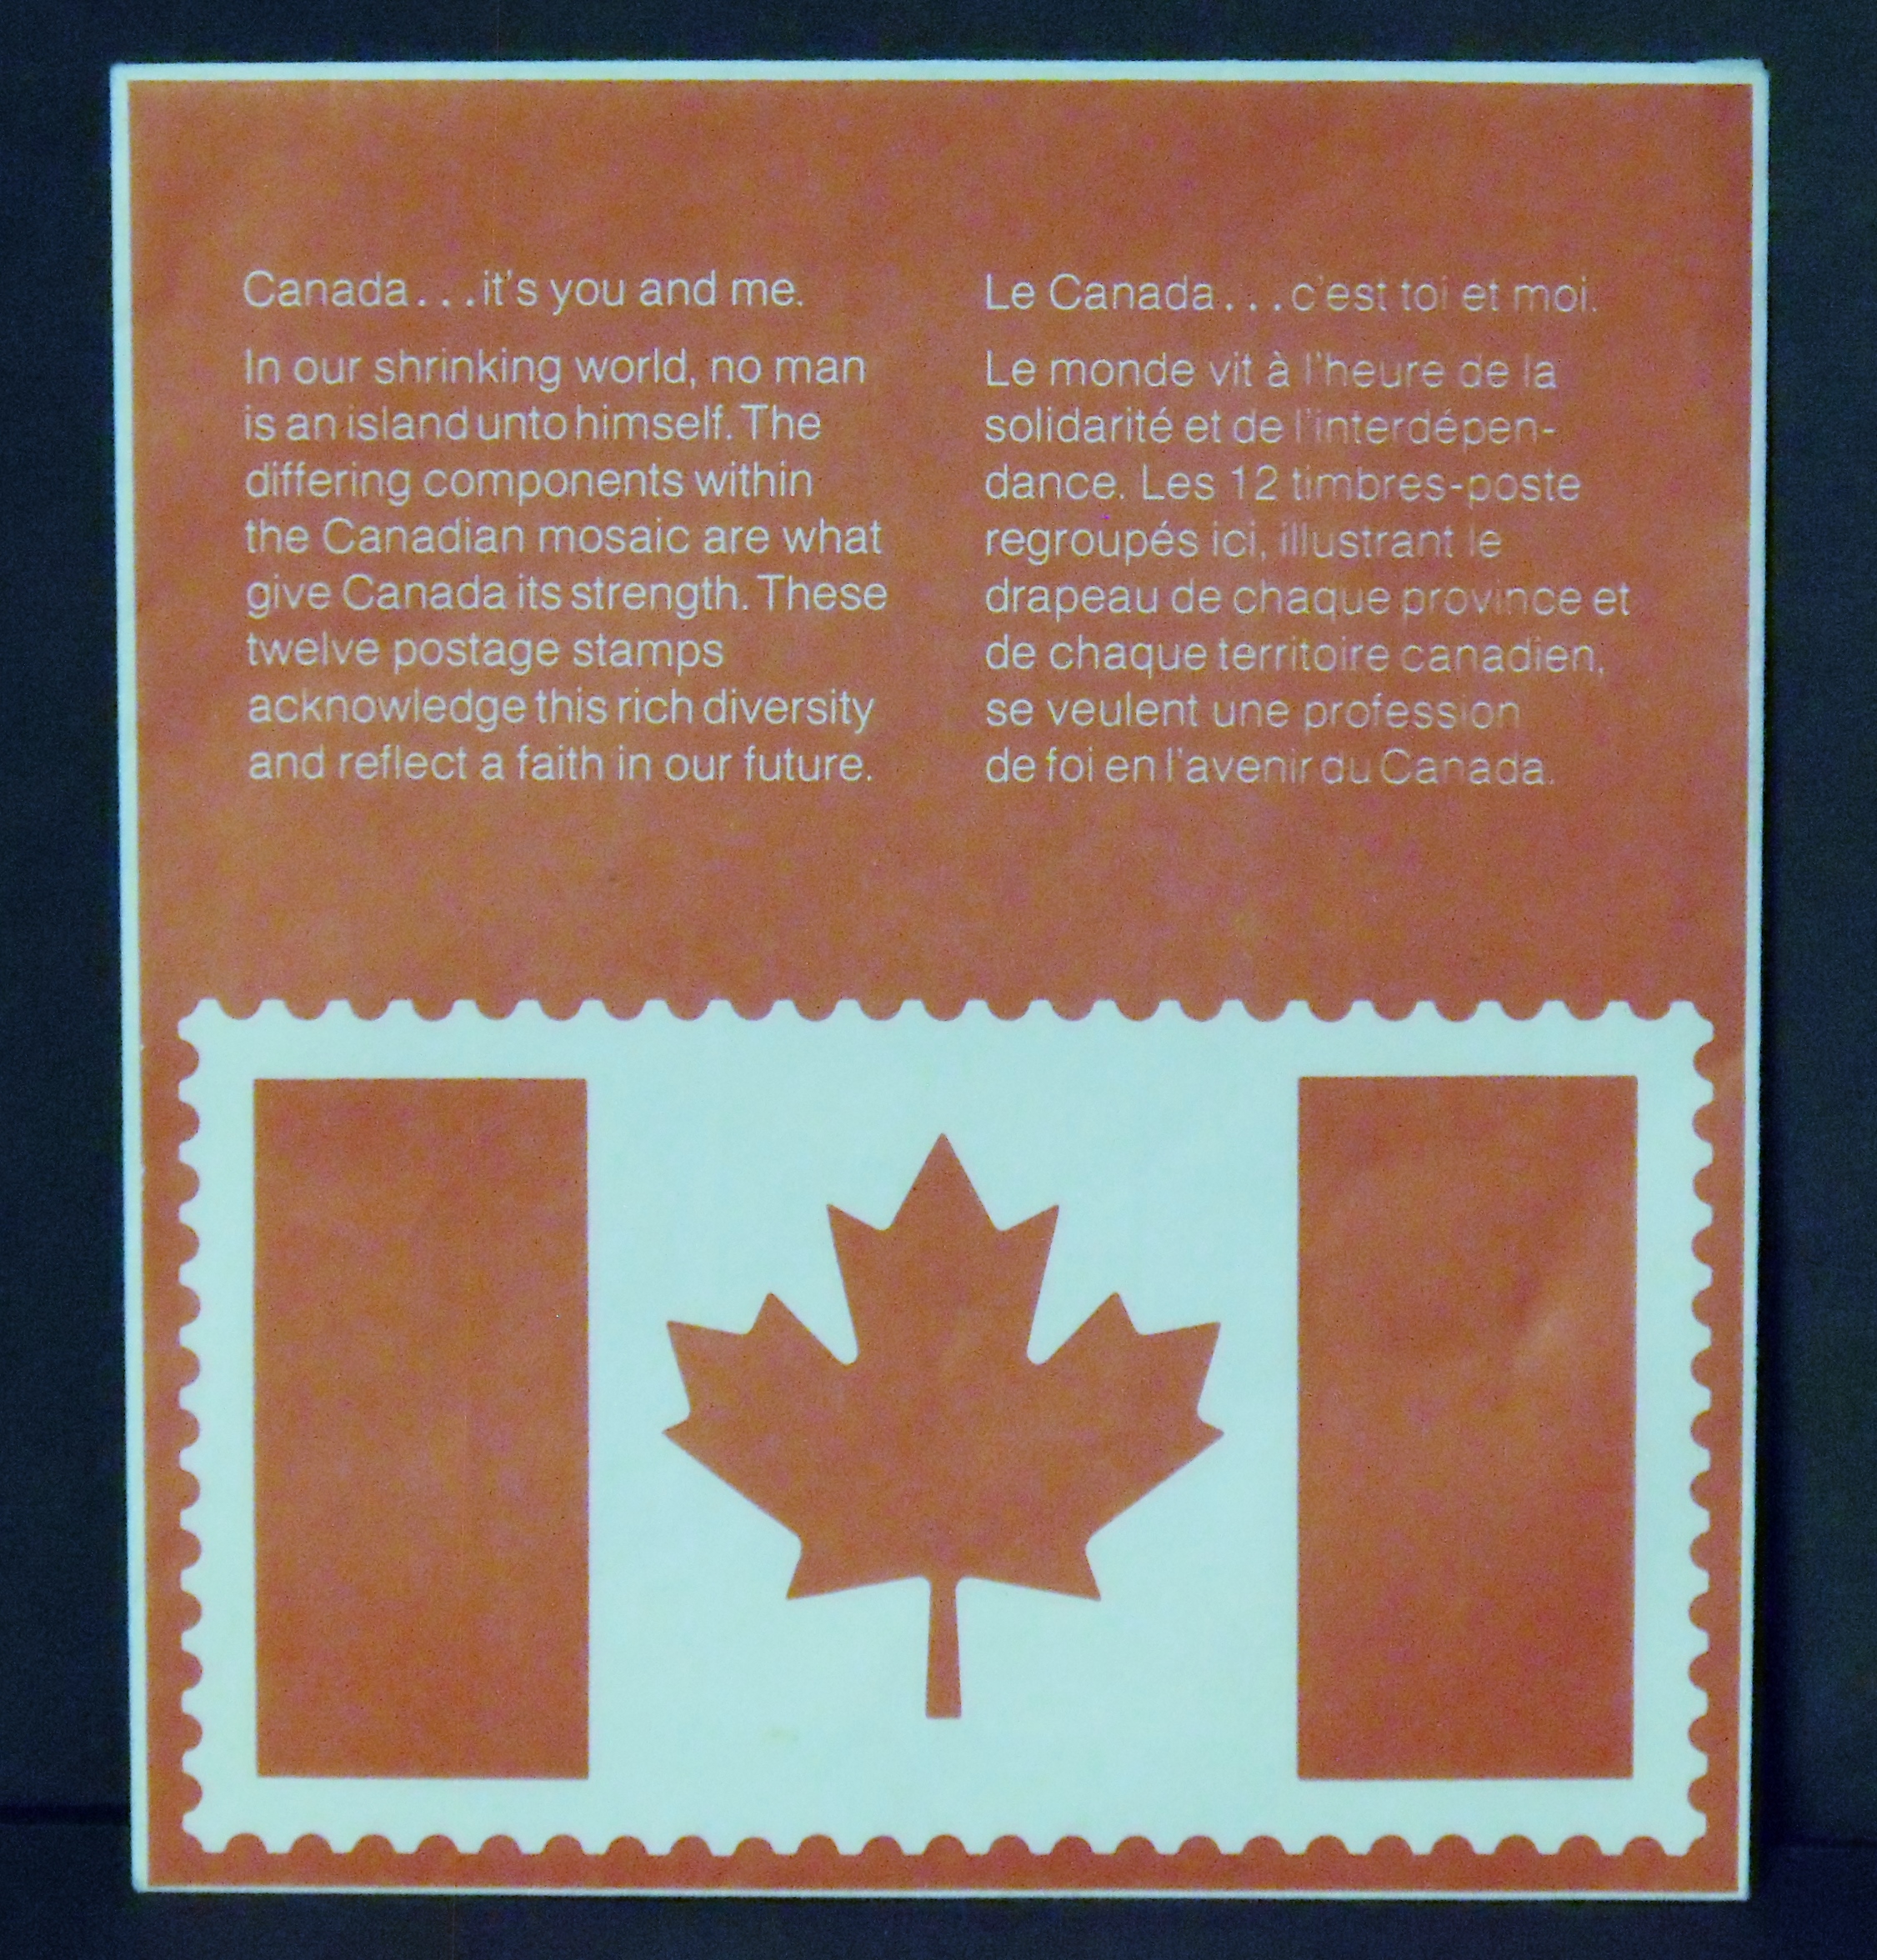 Canada...it's you and me.
In our shrinking world, no man
is an island unto himself. The
differing components within
the Canadian mosaic are what
give Canada its strength. These
twelve postage stamps
acknowledge this rich diversity
and reflect a faith in our future.
Le Canada...c'est toi et moi.
Le monde vit à l'heure de la
solidarité et de l'interdépen-
dance. Les 12 timbres-poste
regroupés ici, illustrant le
drapeau de chaque province et
de chaque territoire canadien,
se veulent une profession
de foi en l'avenir du Canada.